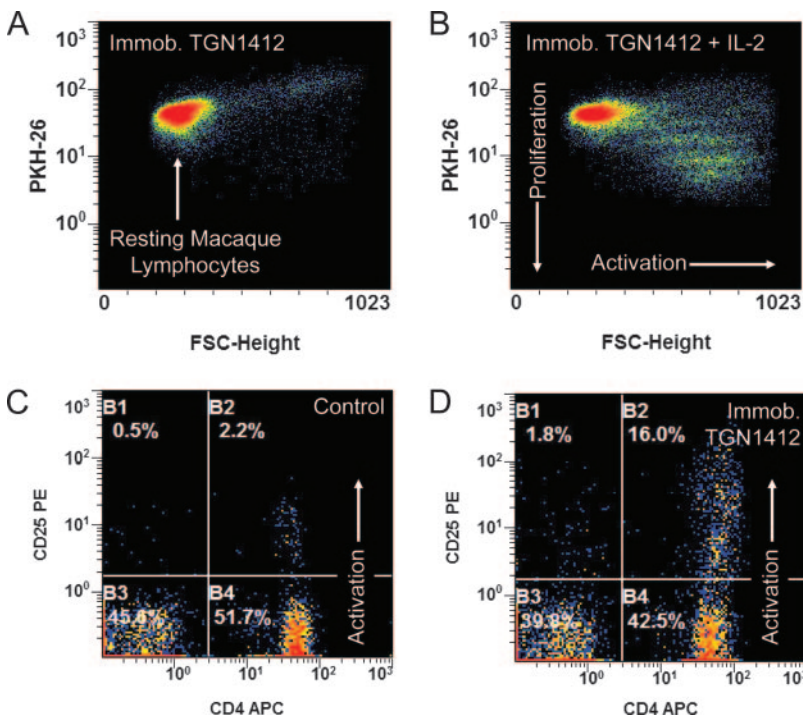 A
Immob. TGN1412
10³
10²
10¹
10⁰
PKH-26
Resting Macaque
Lymphocytes
0
1023
FSC-Height
B
Immob. TGN1412 + IL-2
10³
10²
10¹
10⁰
PKH-26
Proliferation
Activation
0
1023
FSC-Height
C
B1
0.5%
B2
2.2%
Control
10³
10²
10¹
10⁰
CD25 PE
Activation
B3
45.6%
B4
51.7%
10⁰
10¹
10²
10³
CD4 APC
D
B1
1.8%
B2
16.0%
Immob.
TGN1412
10³
10²
10¹
10⁰
CD25 PE
Activation
B3
39.8%
B4
42.5%
10⁰
10¹
10²
10³
CD4 APC